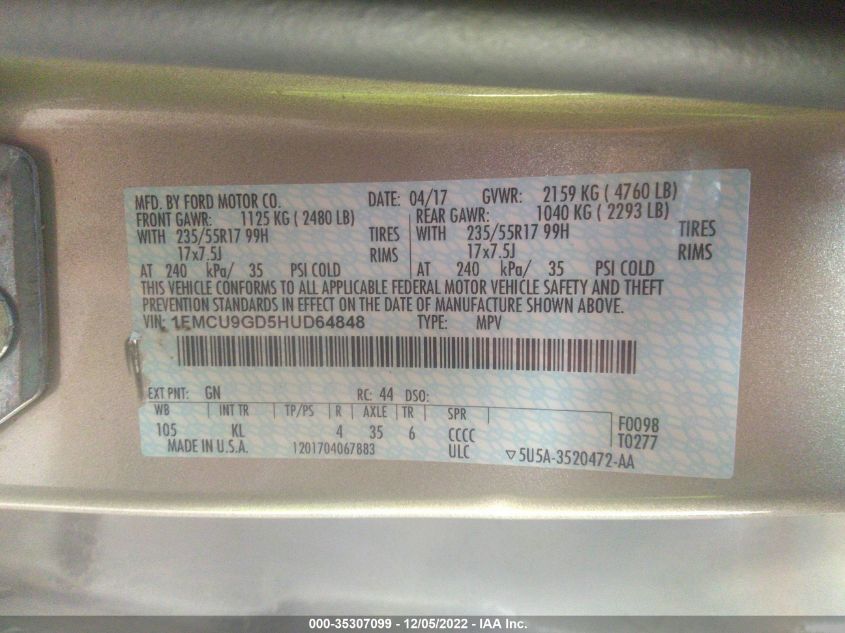 MFD. BY FORD MOTOR CO. DATE: 04/17 GVWR: 2159 KG ( 4760 LB)
FRONT GAWR: 1125 KG ( 2480 LB) REAR GAWR: 1040 KG ( 2293 LB)
WITH 235/55R17 99H TIRES WITH 235/55R17 99H TIRES
17x7.5J RIMS 17x7.5J RIMS
AT 240 kPa/ 35 PSI COLD AT 240 kPa/ 35 PSI COLD
THIS VEHICLE CONFORMS TO ALL APPLICABLE FEDERAL MOTOR VEHICLE SAFETY AND THEFT
PREVENTION STANDARDS IN EFFECT ON THE DATE OF MANUFACTURE SHOWN ABOVE.
VIN: 1FMCU9GD5HUD64848 TYPE: MPV
EXT PNT: GN RC: 44 DSO:
WB INT TR TP/PS R AXLE TR SPR F0098
105 KL 4 35 6 CCCC T0277
MADE IN U.S.A. 1201704067883 ULC ▽5U5A-3520472-AA
000-35307099 - 12/05/2022 - IAA Inc.